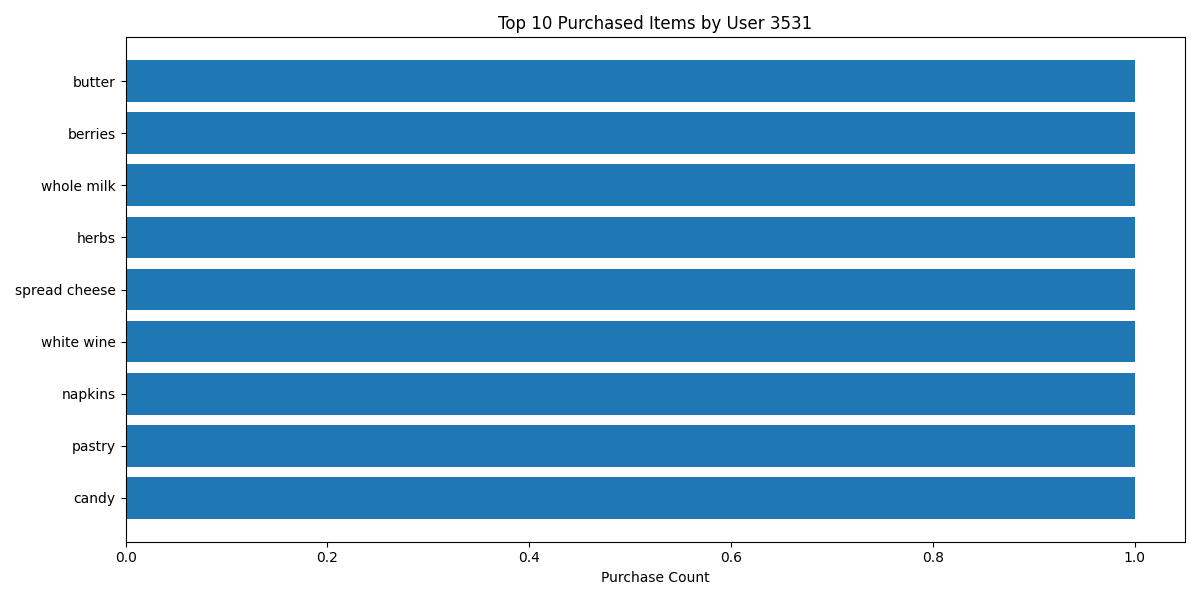 Top 10 Purchased Items by User 3531
butter
berries
whole milk
herbs
spread cheese
white wine
napkins
pastry
candy
0.0 0.2 0.4 0.6 0.8 1.0
Purchase Count